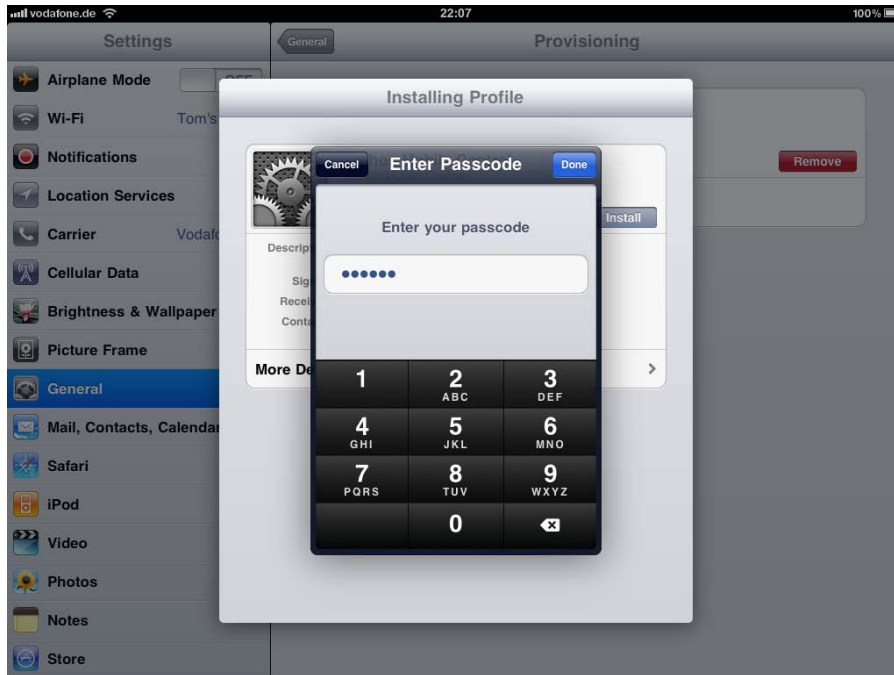 vodafone.de 22:07 100%
Settings
General
Provisioning
Airplane Mode
Wi-Fi Tom's
Notifications
Location Services
Carrier
Cellular Data
Brightness & Wallpaper
Picture Frame
General
Mail, Contacts,
Safari
iPod
Video
Photos
Notes
Store
Remove
Installing Profile
Install
More
Cancel Enter Passcode Done
Enter your passcode
••••••
1 2 3
ABC DEF
4 5 6
GHI JKL MNO
7 8 9
PQRS TUV WXYZ
0